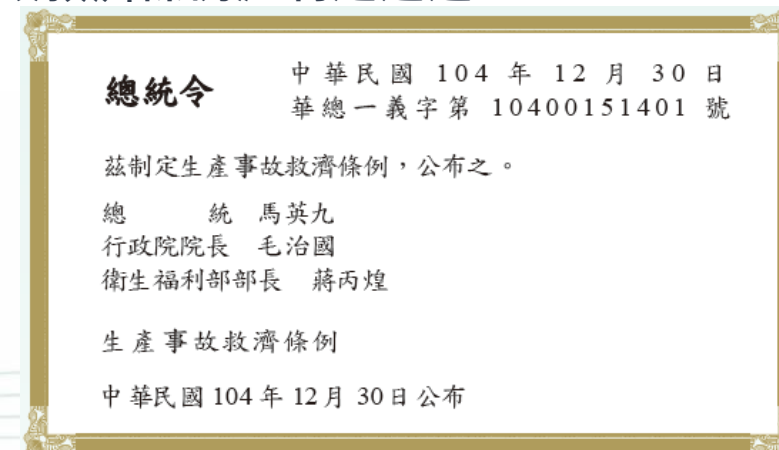 總統令
中華民國 104 年 12 月 30 日
華總一義字第 10400151401 號
茲制定生產事故救濟條例，公布之。
總 統 馬英九
行政院院長 毛治國
衛生福利部部長 蔣丙煌
生產事故救濟條例
中華民國 104 年 12 月 30 日公布